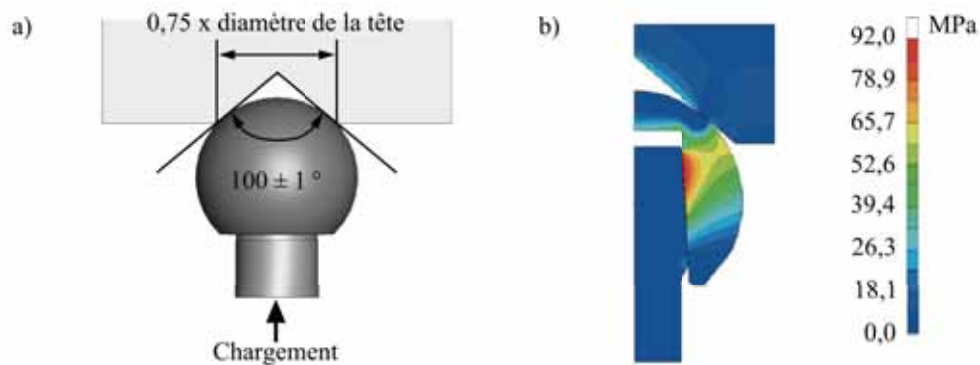 a)
0,75 x diamètre de la tête
100 ± 1 °
Chargement
b)
MPa
92,0
78,9
65,7
52,6
39,4
26,3
18,1
0,0